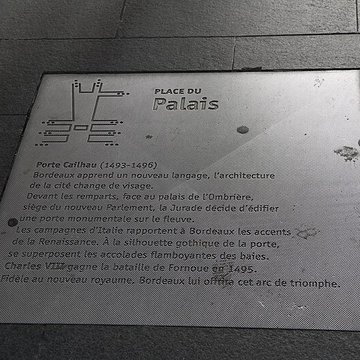 PLACE DU
Palais
Porte Cailhau (1493-1496)
Bordeaux apprend un nouveau langage, l'architecture
de la cité change de visage.
Devant les remparts, face au palais de l'Ombrière,
siège du nouveau Parlement, la Jurade décide d'édifier
une porte monumentale sur le fleuve.
Les campagnes d'Italie rapportent à Bordeaux les accents
de la Renaissance. À la silhouette gothique de la porte,
se superposent les accolades flamboyantes des baies.
Charles VIII gagne la bataille de Fornoue en 1495.
Fidèle au nouveau royaume, Bordeaux lui offrira cet arc de triomphe.